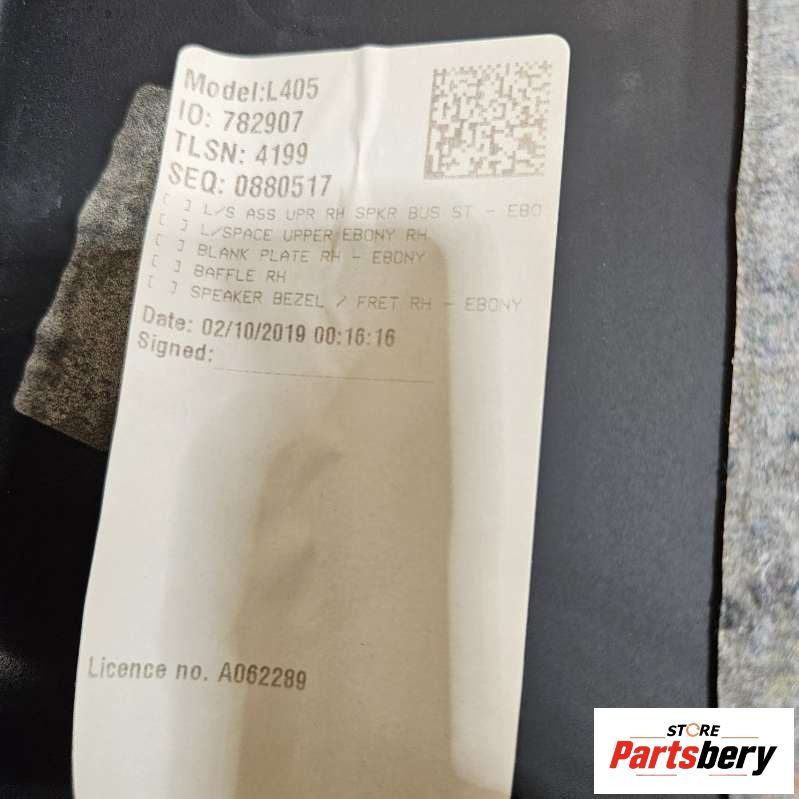 Model:L405
IO: 782907
TLSN: 4199
SEQ: 0880517
[ ] L/S ASS UPR RH SPKR BUS ST - EBO
[ ] L/SPACE UPPER EBONY RH
[ ] BLANK PLATE RH - EBONY
[ ] BAFFLE RH
[ ] SPEAKER BEZEL / FRET RH - EBONY
Date: 02/10/2019 00:16:16
Signed:
Licence no. A062289
STORE
Partsbery